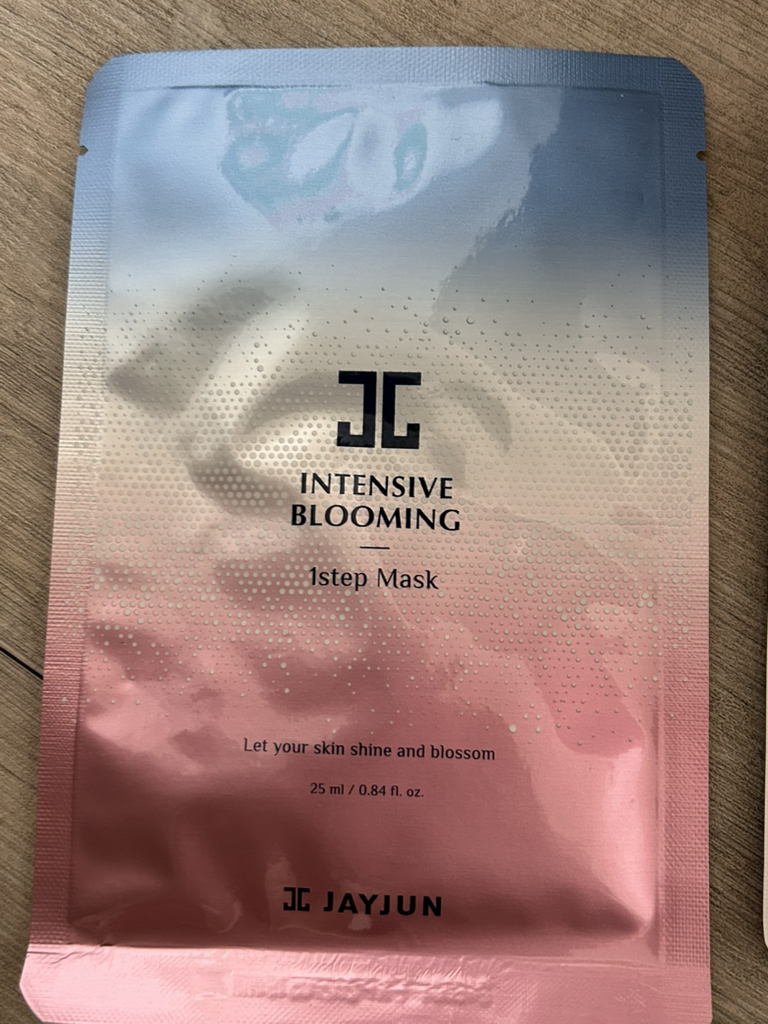 INTENSIVE
BLOOMING
1step Mask
Let your skin shine and blossom
25 ml / 0.84 fl. oz.
JAYJUN